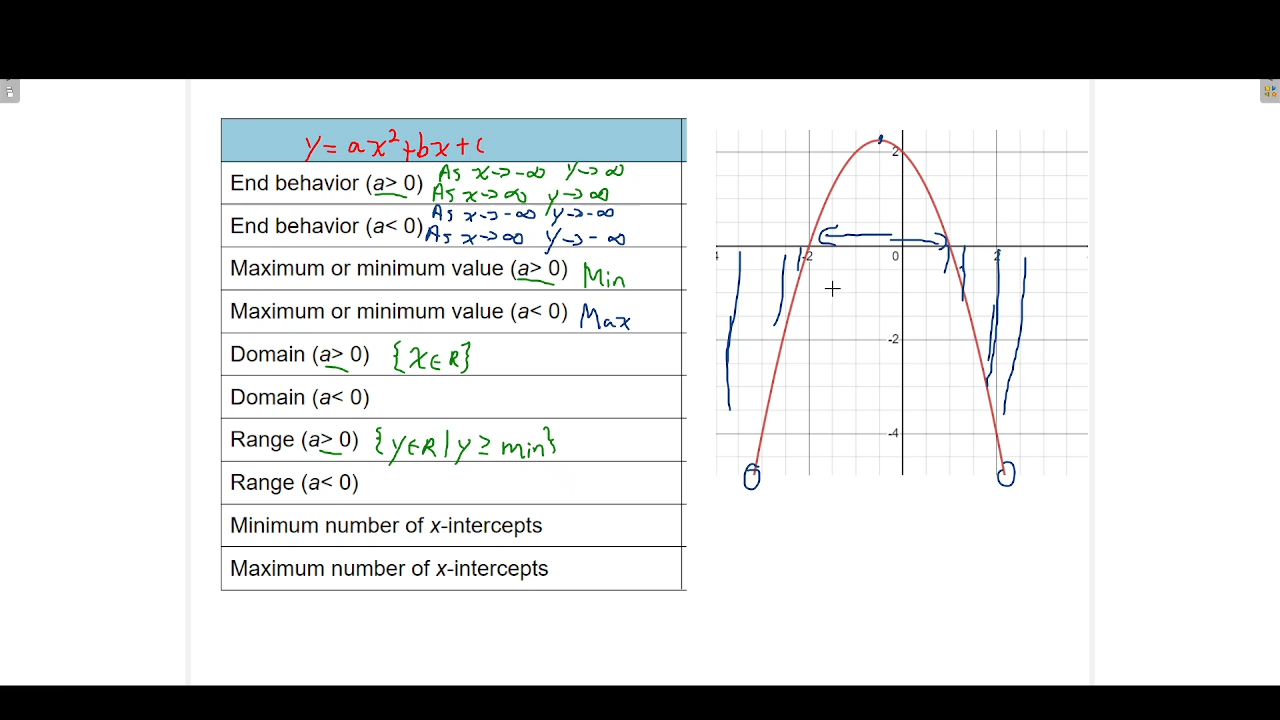 y = ax²+bx+c
End behavior (a> 0) As x→-∞ y→∞
As x→∞ y→∞
End behavior (a< 0) As x→-∞ y→-∞
As x→∞ y→-∞
Maximum or minimum value (a> 0) Min
Maximum or minimum value (a< 0) Max
Domain (a> 0) {x∈R}
Domain (a< 0)
Range (a> 0) {y∈R|y≥min}
Range (a< 0)
Minimum number of x-intercepts
Maximum number of x-intercepts
2
-2 0 2
-2
-4